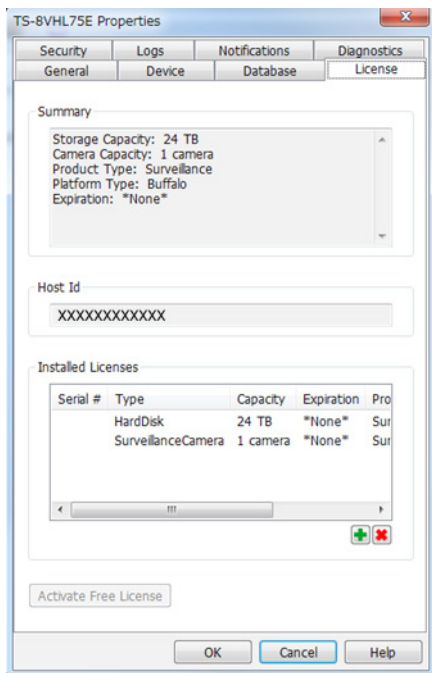 TS-8VHL75E Properties
Security Logs Notifications Diagnostics
General Device Database License
Summary
Storage Capacity: 24 TB
Camera Capacity: 1 camera
Product Type: Surveillance
Platform Type: Buffalo
Expiration: *None*
Host Id
XXXXXXXXXXXX
Installed Licenses
Serial # Type Capacity Expiration Pro
HardDisk 24 TB *None* Sur
SurveillanceCamera 1 camera *None* Sur
Activate Free License
OK Cancel Help